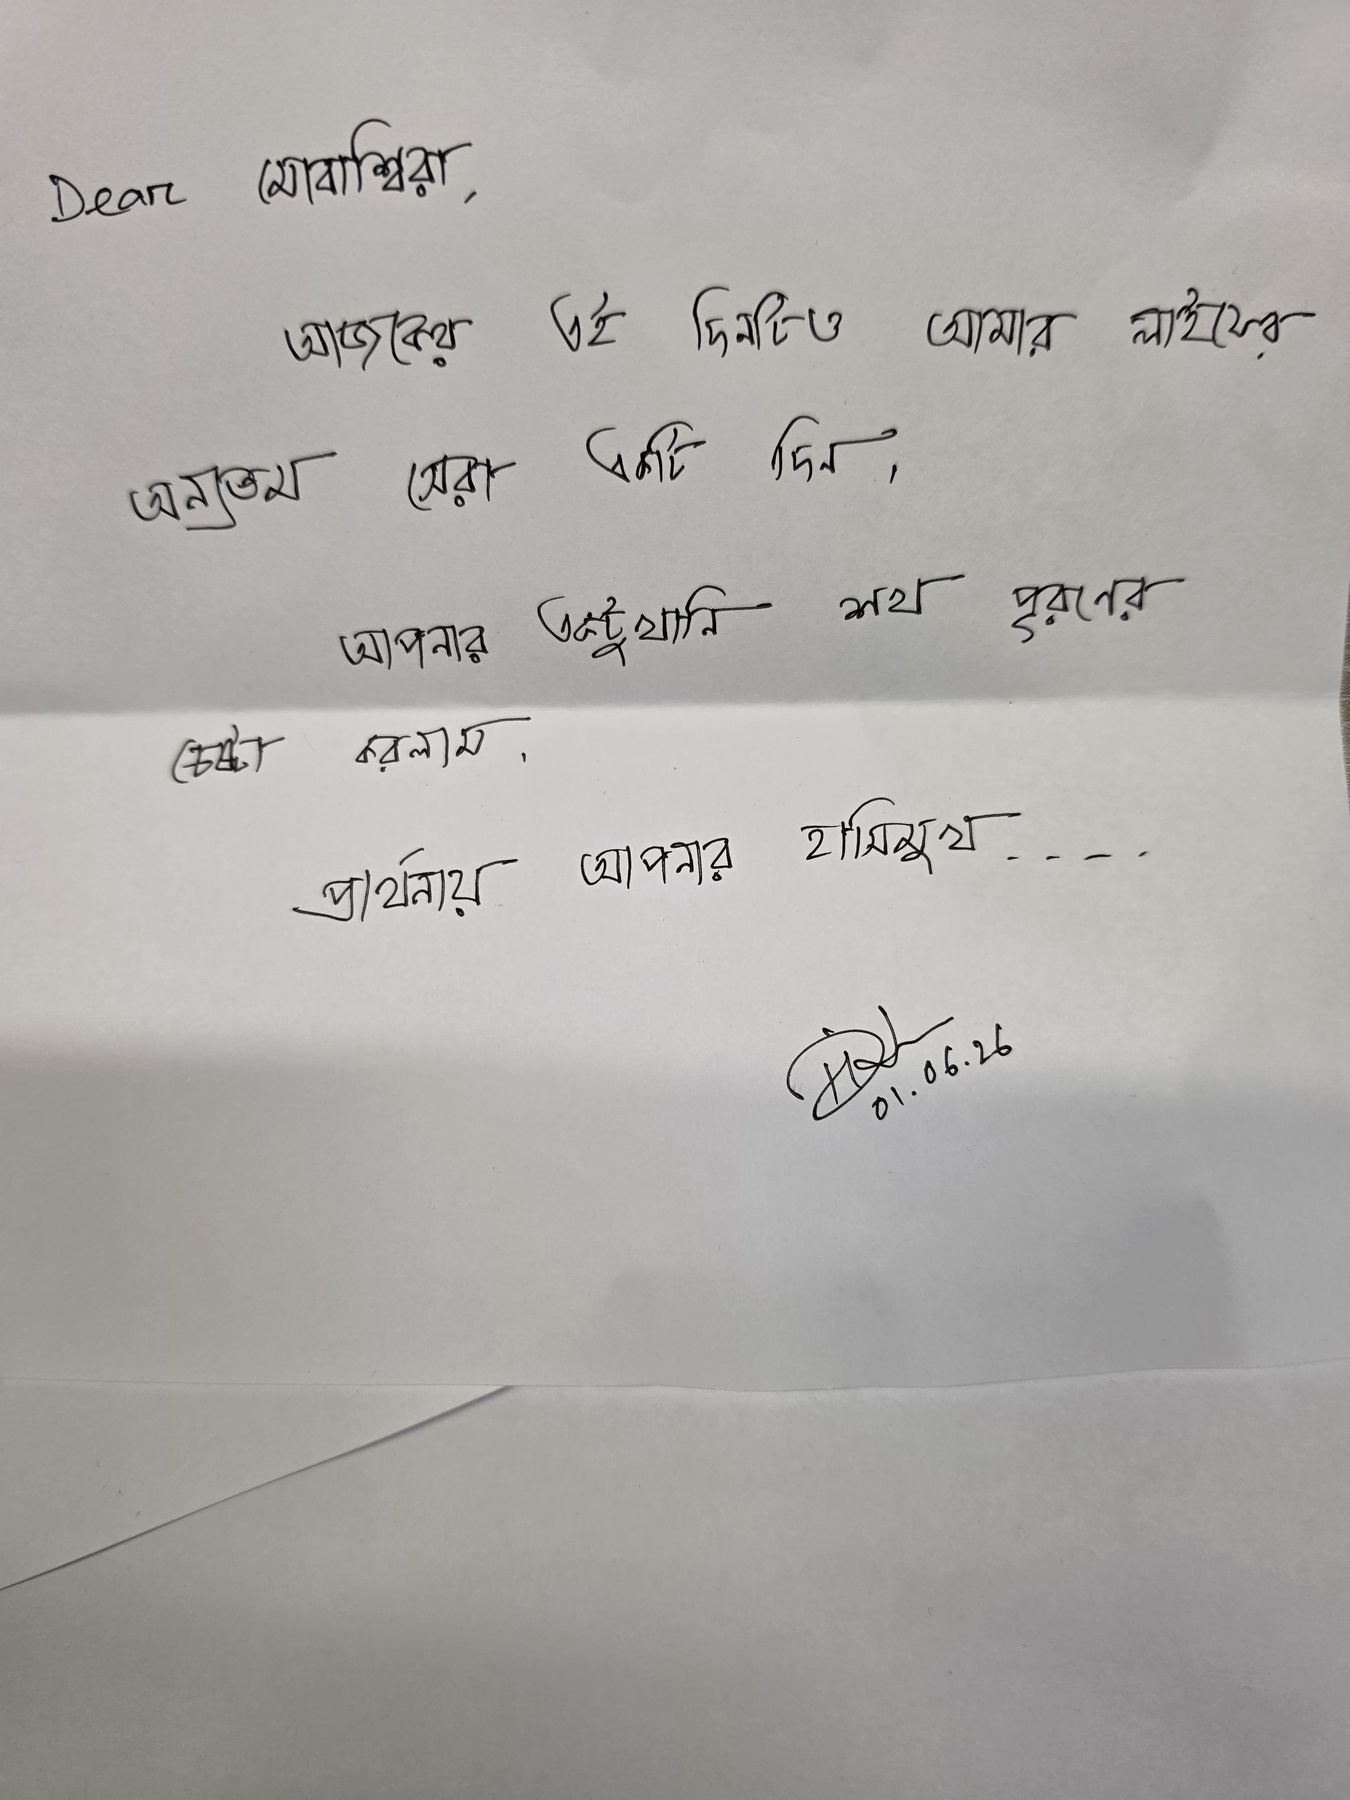 Dear মোবাশ্বিরা,
আজকের এই দিনটিও আমার লাইফের
অন্যতম সেরা একটি দিন,
আপনার একটুখানি শখ পূরণের
চেষ্টা করলাম,
প্রার্থনায় আপনার হাসিমুখ.....
01.06.26